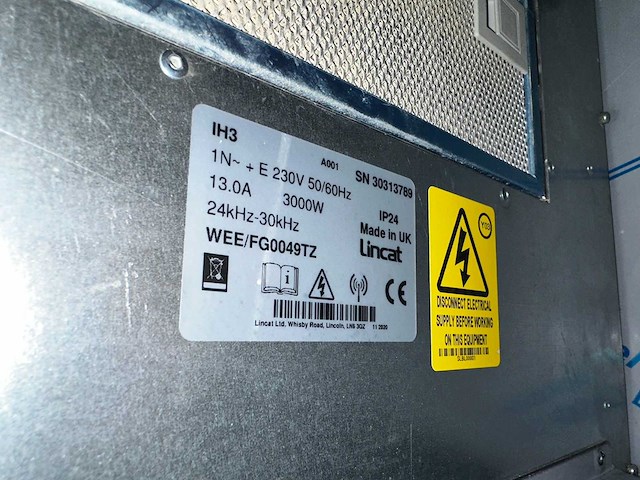 IH3
A001
1N~ + E 230V 50/60Hz
SN 30313789
13.0A 3000W
IP24
24kHz-30kHz
Made in UK
WEE/FG0049TZ
Lincat
i
CE
Lincat Ltd. Whisby Road, Lincoln, LN6 3QZ 11 2020
DISCONNECT ELECTRICAL
SUPPLY BEFORE WORKING
ON THIS EQUIPMENT